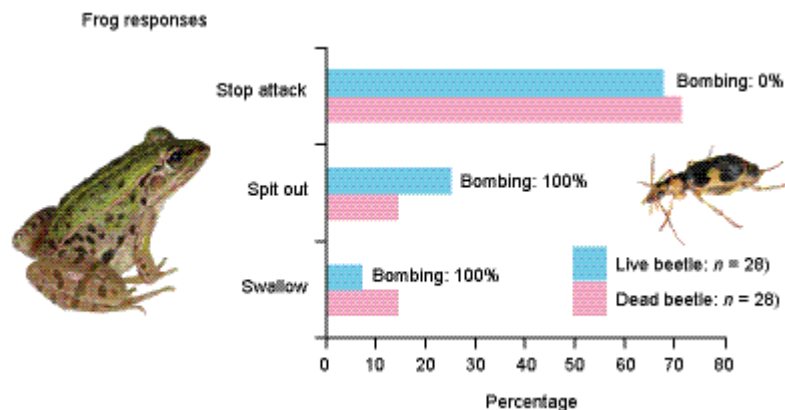 Frog responses
Stop attack
Bombing: 0%
Spit out
Bombing: 100%
Swallow
Bombing: 100%
Live beetle: n = 28)
Dead beetle: n = 28)
0 10 20 30 40 50 60 70 80
Percentage